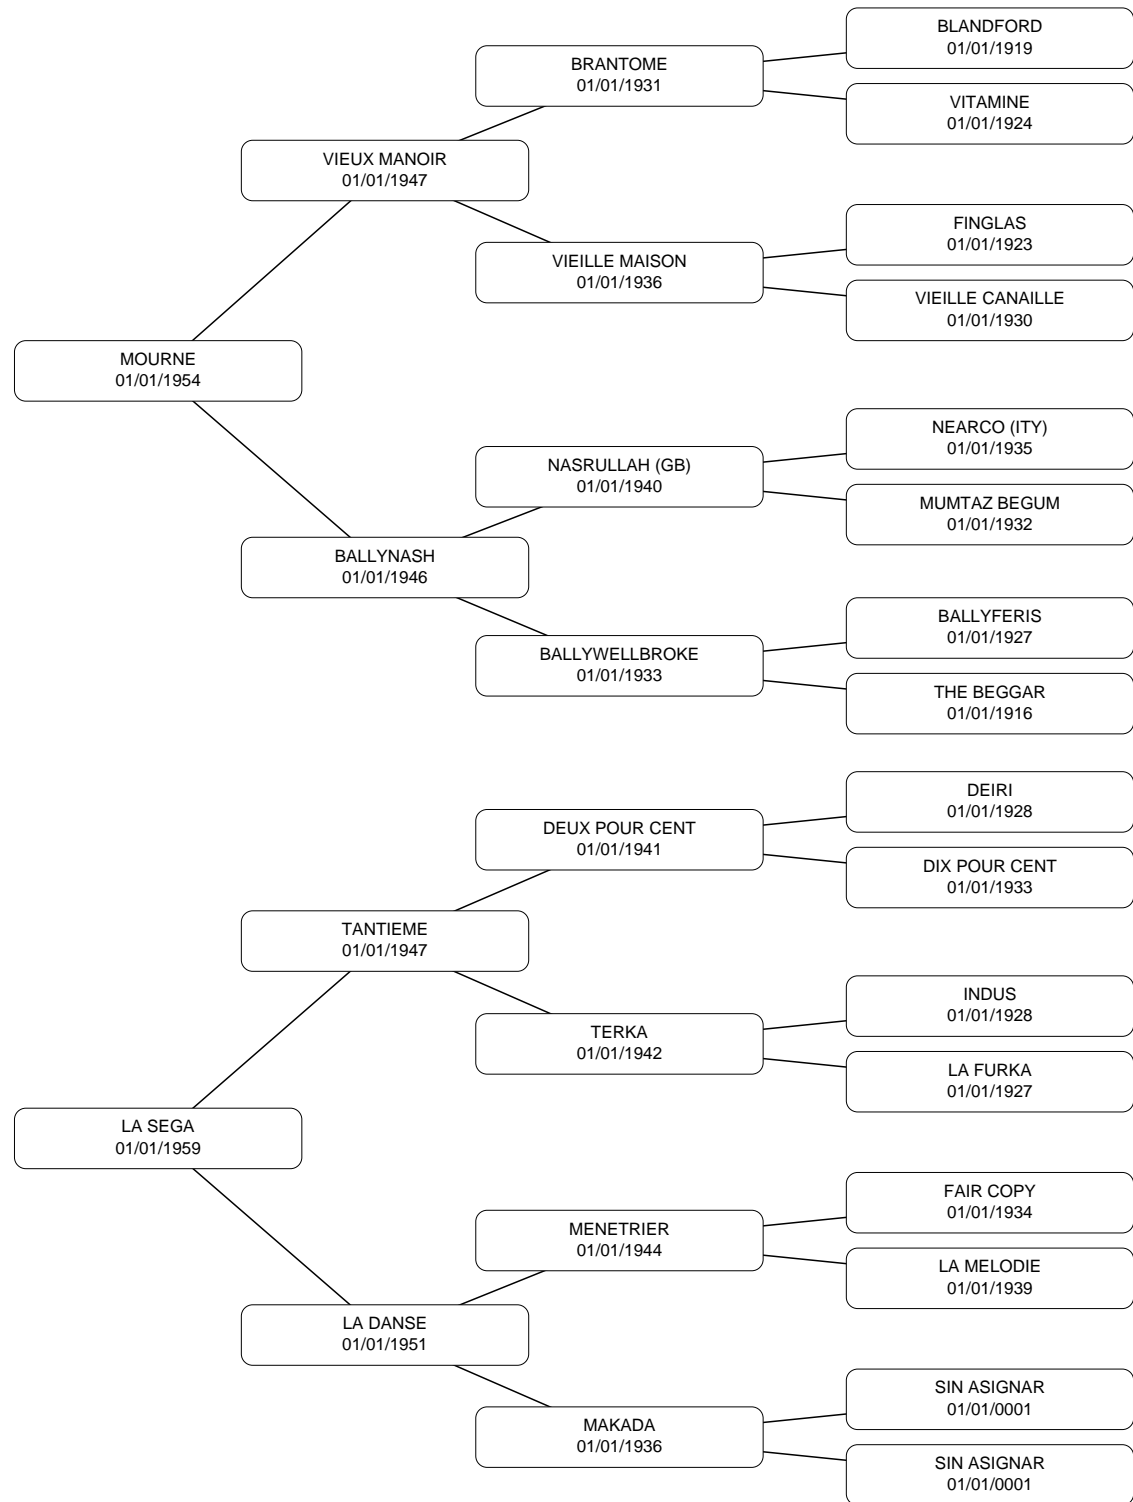 BLANDFORD
01/01/1919
BRANTOME
01/01/1931
VITAMINE
01/01/1924
VIEUX MANOIR
01/01/1947
FINGLAS
01/01/1923
VIEILLE MAISON
01/01/1936
VIEILLE CANAILLE
01/01/1930
MOURNE
01/01/1954
NEARCO (ITY)
01/01/1935
NASRULLAH (GB)
01/01/1940
MUMTAZ BEGUM
01/01/1932
BALLYNASH
01/01/1946
BALLYFERIS
01/01/1927
BALLYWELLBROKE
01/01/1933
THE BEGGAR
01/01/1916
DEIRI
01/01/1928
DEUX POUR CENT
01/01/1941
DIX POUR CENT
01/01/1933
TANTIEME
01/01/1947
INDUS
01/01/1928
TERKA
01/01/1942
LA FURKA
01/01/1927
LA SEGA
01/01/1959
FAIR COPY
01/01/1934
MENETRIER
01/01/1944
LA MELODIE
01/01/1939
LA DANSE
01/01/1951
SIN ASIGNAR
01/01/0001
MAKADA
01/01/1936
SIN ASIGNAR
01/01/0001